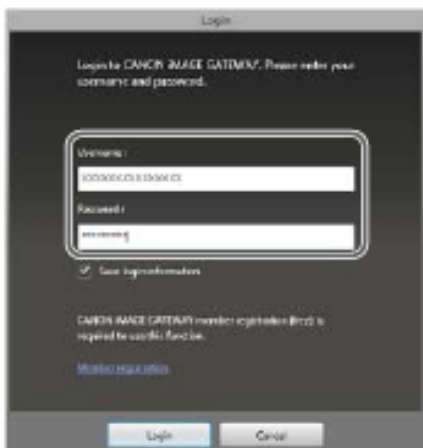 Login
Login to CANON iMAGE GATEWAY. Please enter your
username and password.
Username:
Password:
Save login information
CANON iMAGE GATEWAY member registration (free) is
required to use this function.
Member registration
Login Cancel